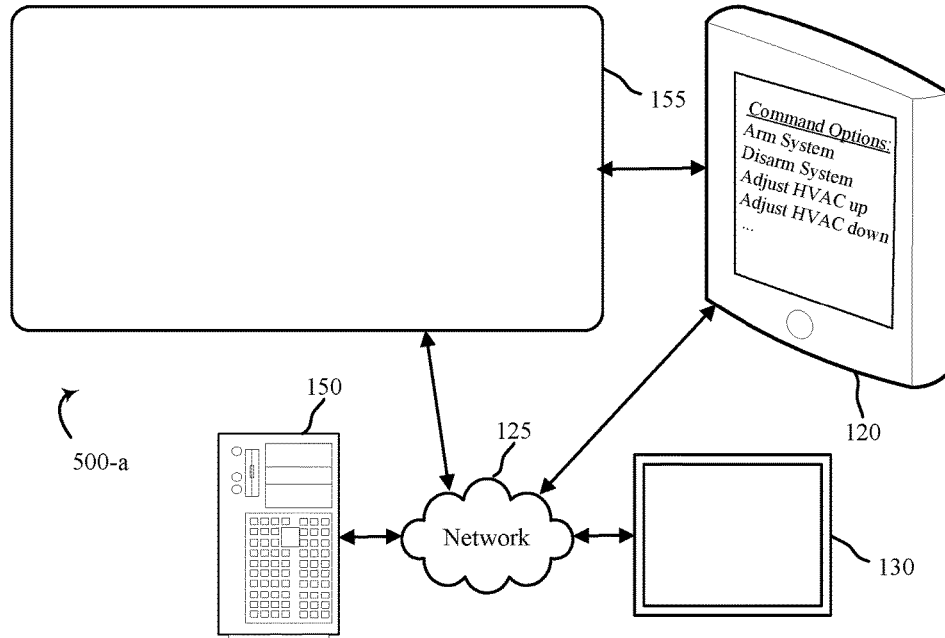 155
Command Options:
Arm System
Disarm System
Adjust HVAC up
Adjust HVAC down
...
120
150
125
500-a
Network
130